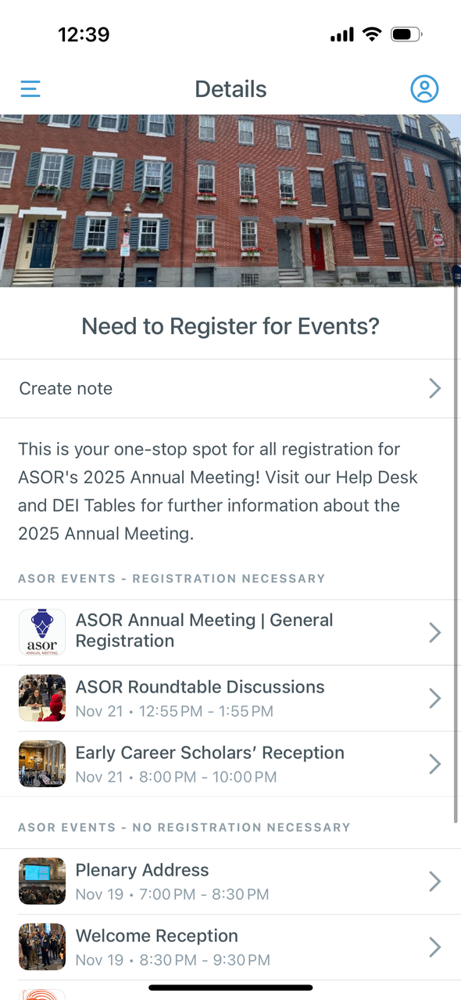 12:39
Details
Need to Register for Events?
Create note
This is your one-stop spot for all registration for
ASOR's 2025 Annual Meeting! Visit our Help Desk
and DEI Tables for further information about the
2025 Annual Meeting.
ASOR EVENTS - REGISTRATION NECESSARY
asor
ANNUAL MEETING
ASOR Annual Meeting | General
Registration
ASOR Roundtable Discussions
Nov 21 • 12:55 PM - 1:55 PM
Early Career Scholars’ Reception
Nov 21 • 8:00 PM - 10:00 PM
ASOR EVENTS - NO REGISTRATION NECESSARY
Plenary Address
Nov 19 • 7:00 PM - 8:30 PM
Welcome Reception
Nov 19 • 8:30 PM - 9:30 PM